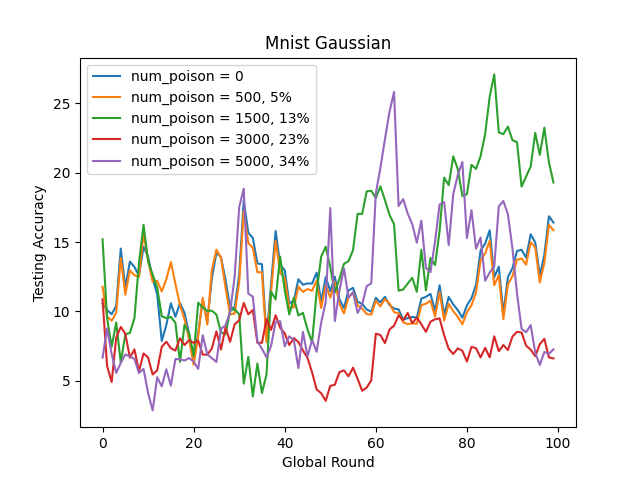 Mnist Gaussian
num_poison = 0
num_poison = 500, 5%
num_poison = 1500, 13%
num_poison = 3000, 23%
num_poison = 5000, 34%
Testing Accuracy
25
20
15
10
5
0 20 40 60 80 100
Global Round